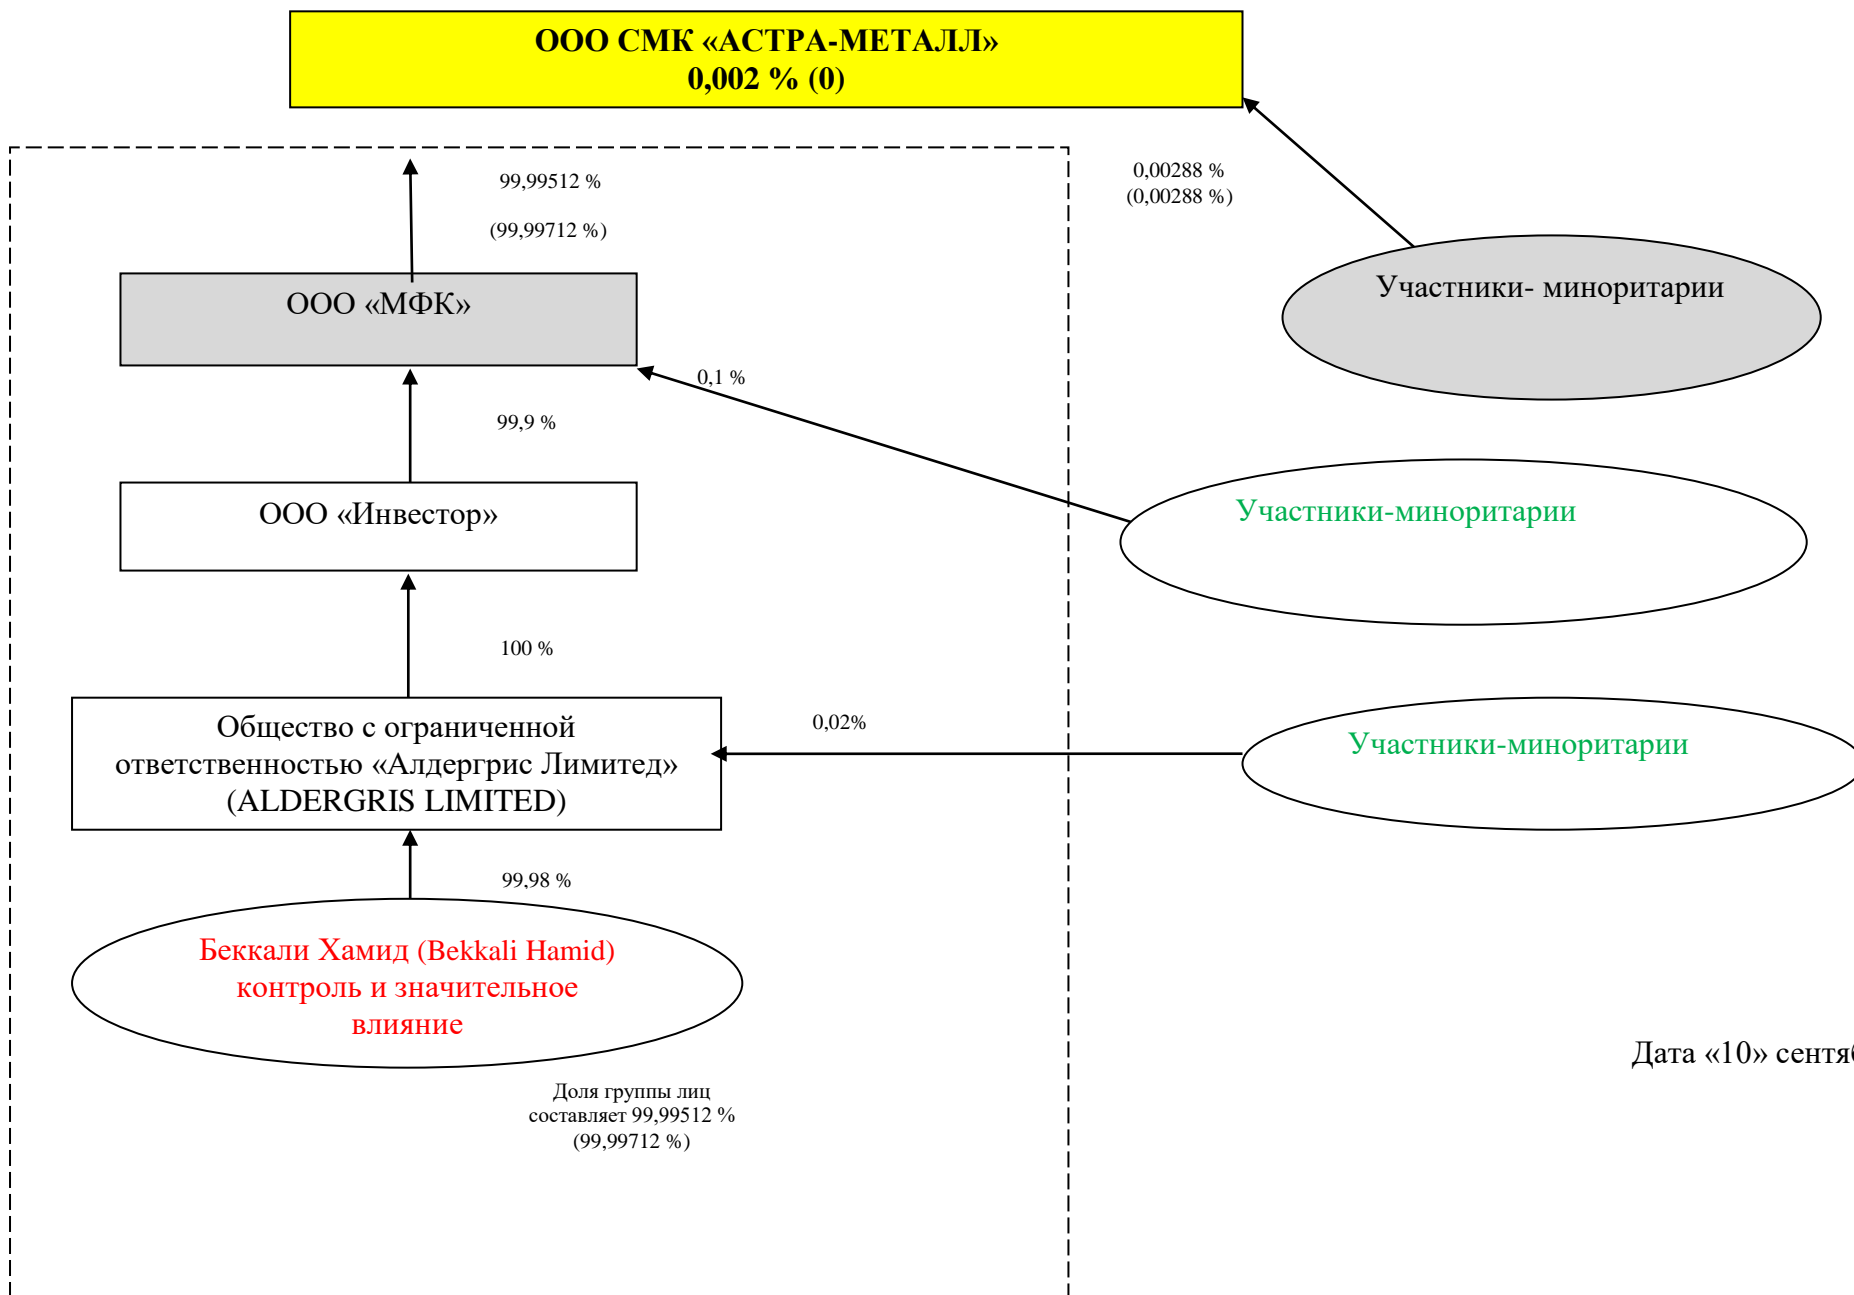 ООО СМК «АСТРА-МЕТАЛЛ»
0,002 % (0)
99,99512 %
(99,99712 %)
0,00288 %
(0,00288 %)
ООО «МФК»
Участники- миноритарии
0,1 %
99,9 %
ООО «Инвестор»
Участники-миноритарии
100 %
Общество с ограниченной
ответственностью «Алдергрис Лимитед»
(ALDERGRIS LIMITED)
0,02%
Участники-миноритарии
99,98 %
Беккали Хамид (Bekkali Hamid)
контроль и значительное
влияние
Дата «10»
Доля группы лиц
составляет 99,99512 %
(99,99712 %)